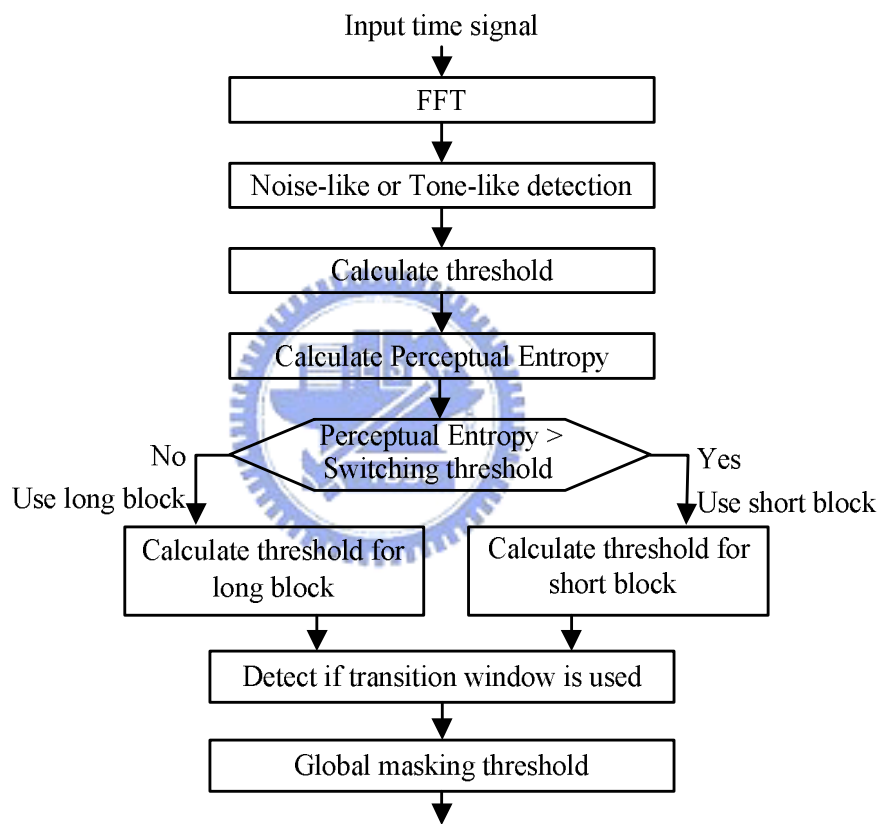 Input time signal
FFT
Noise-like or Tone-like detection
Calculate threshold
Calculate Perceptual Entropy
Perceptual Entropy >
Switching threshold
No
Yes
Use long block
Use short block
Calculate threshold for
long block
Calculate threshold for
short block
Detect if transition window is used
Global masking threshold